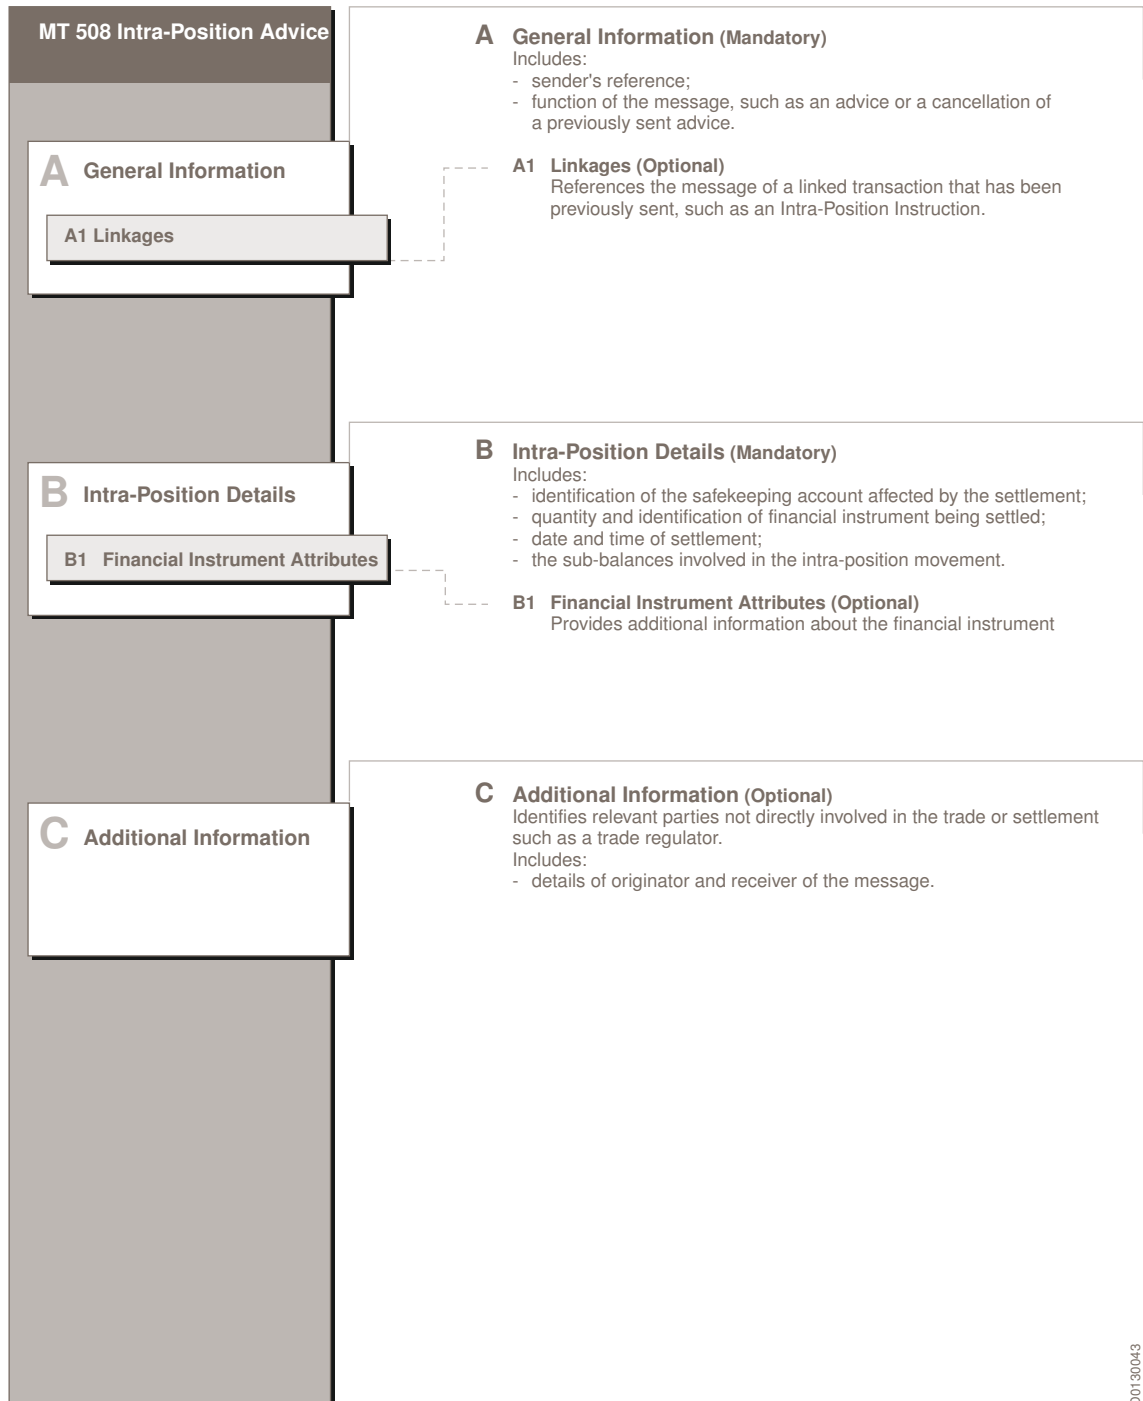 MT 508 Intra-Position Advice
A General Information
A1 Linkages
A General Information (Mandatory)
Includes:
- sender's reference;
- function of the message, such as an advice or a cancellation of
a previously sent advice.
A1 Linkages (Optional)
References the message of a linked transaction that has been
previously sent, such as an Intra-Position Instruction.
B Intra-Position Details
B1 Financial Instrument Attributes
B Intra-Position Details (Mandatory)
Includes:
- identification of the safekeeping account affected by the settlement;
- quantity and identification of financial instrument being settled;
- date and time of settlement;
- the sub-balances involved in the intra-position movement.
B1 Financial Instrument Attributes (Optional)
Provides additional information about the financial instrument
C Additional Information
C Additional Information (Optional)
Identifies relevant parties not directly involved in the trade or settlement
such as a trade regulator.
Includes:
- details of originator and receiver of the message.